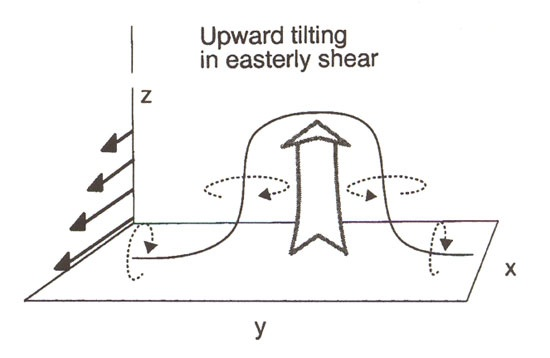 Upward tilting
in easterly shear
z
x
y